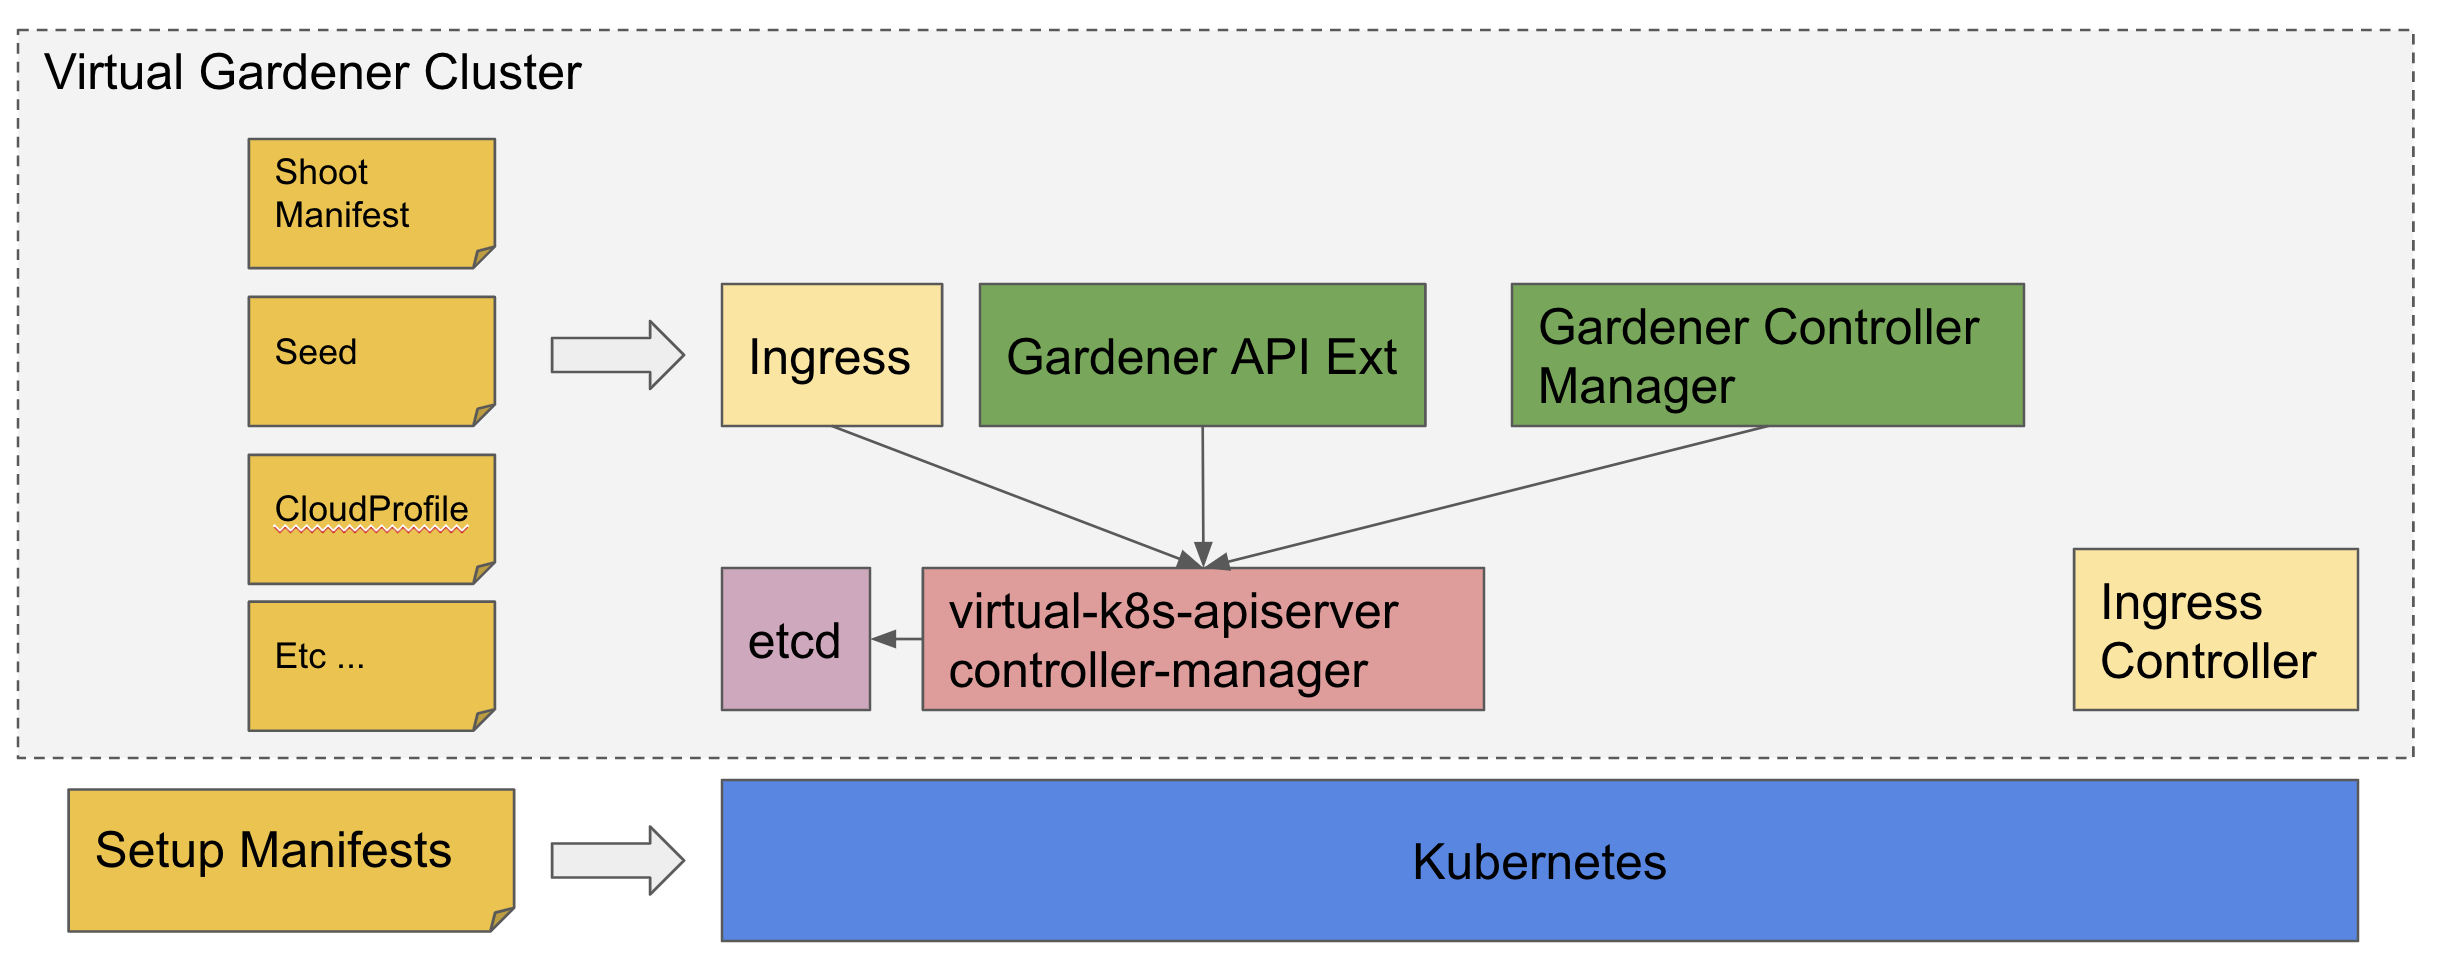 Virtual Gardener Cluster
Shoot
Manifest
Seed
CloudProfile
Etc ...
Ingress
Gardener API Ext
Gardener Controller
Manager
etcd
virtual-k8s-apiserver
controller-manager
Ingress
Controller
Setup Manifests
Kubernetes